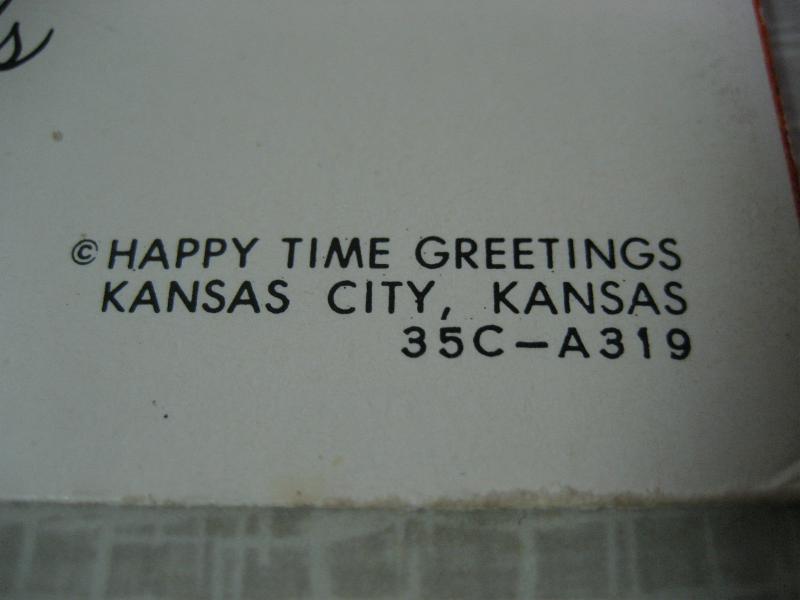 © HAPPY TIME GREETINGS
KANSAS CITY, KANSAS
35C-A319